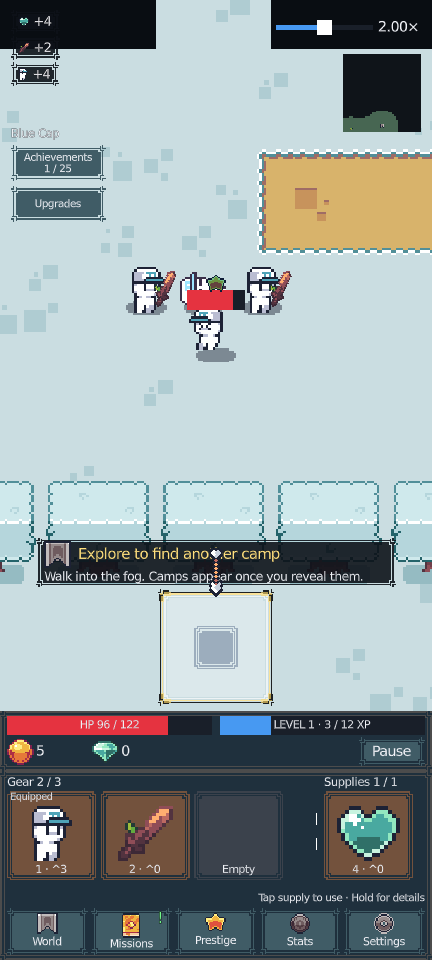 +4
2.00×
+2
+4
Blue Cap
Achievements
1 / 25
Upgrades
Explore to find another camp
Walk into the fog. Camps appear once you reveal them.
HP 96 / 122
LEVEL 1 · 3 / 12 XP
5
0
Pause
Gear 2 / 3
Supplies 1 / 1
Equipped
1 · ^3
2 · ^0
Empty
4 · ^0
Tap supply to use · Hold for details
World
Missions
!
Prestige
Stats
Settings